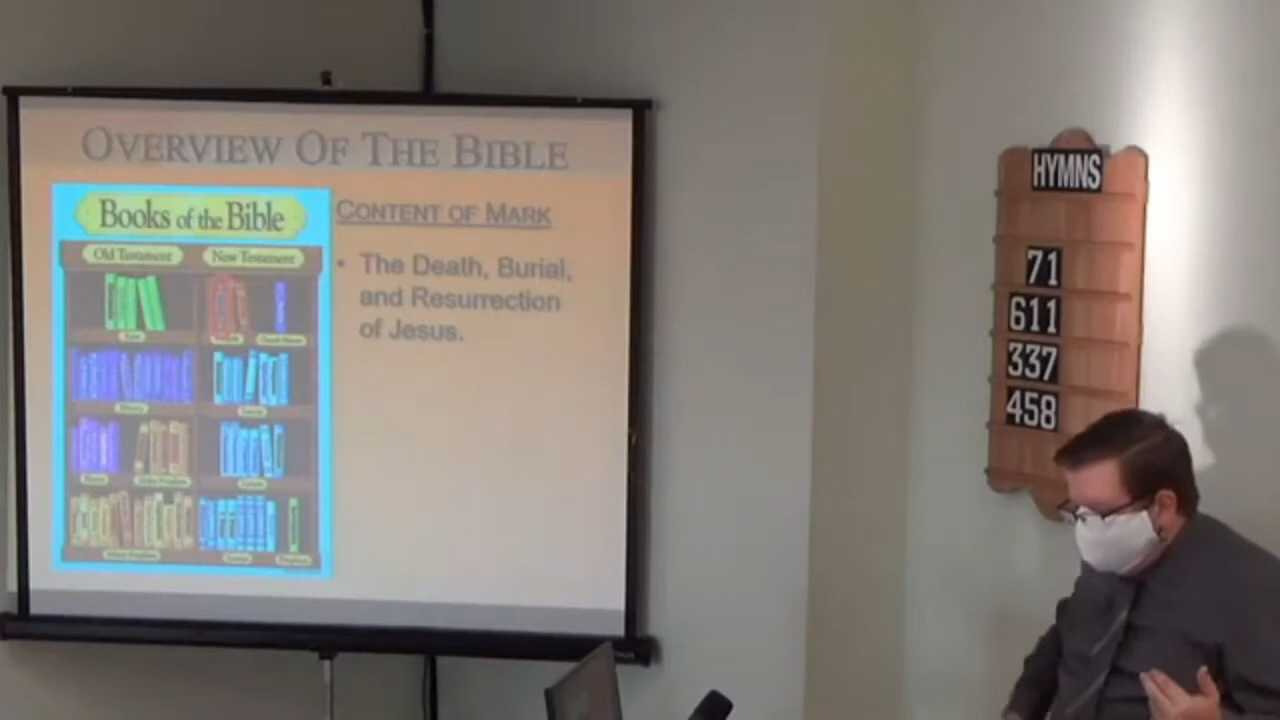 OVERVIEW OF THE BIBLE
Books of the Bible
Old Testament
New Testament
CONTENT OF MARK
• The Death, Burial,
and Resurrection
of Jesus.
HYMNS
71
611
337
458